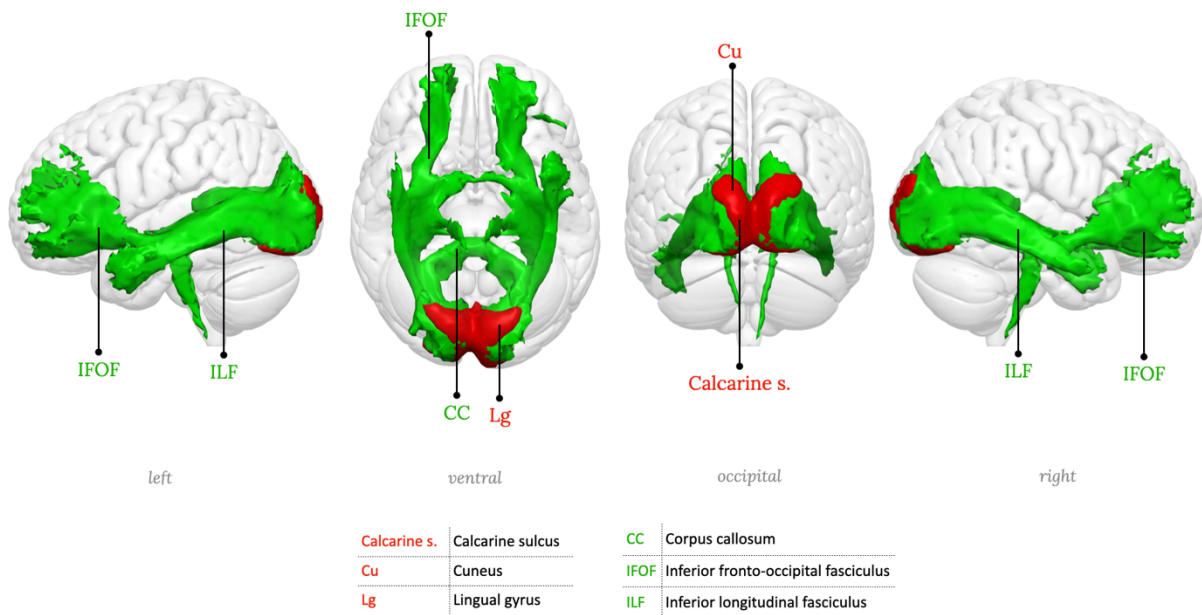 IFOF
Cu
IFOF
ILF
CC
Lg
Calcarine s.
ILF
IFOF
left
ventral
occipital
right
Calcarine s. Calcarine sulcus
Cu Cuneus
Lg Lingual gyrus
CC Corpus callosum
IFOF Inferior fronto-occipital fasciculus
ILF Inferior longitudinal fasciculus